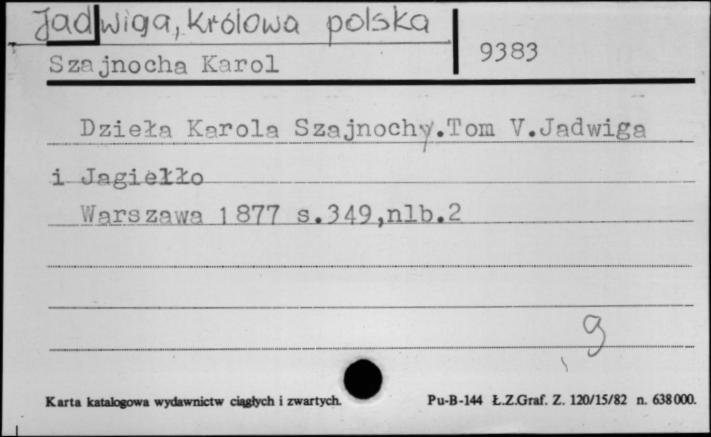 Jadwiga, królowa polska
Szajnocha Karol
9383
Dzieła Karola Szajnochy.Tom V.Jadwiga
i Jagiełło
Warszawa 1877 s.349,nlb.2
g
Karta katalogowa wydawnictw ciągłych i zwartych.
Pu-B-144 Ł.Z.Graf. Z. 120/15/82 n. 638000.